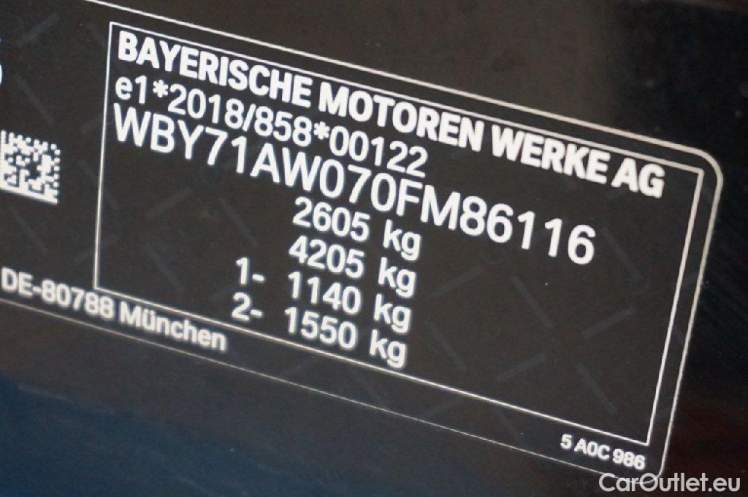 BAYERISCHE MOTOREN WERKE AG
e1*2018/858*00122
WBY71AW070FM86116
2605 kg
4205 kg
1- 1140 kg
2- 1550 kg
DE-80788 München
5 A0C 986
CarOutlet.eu